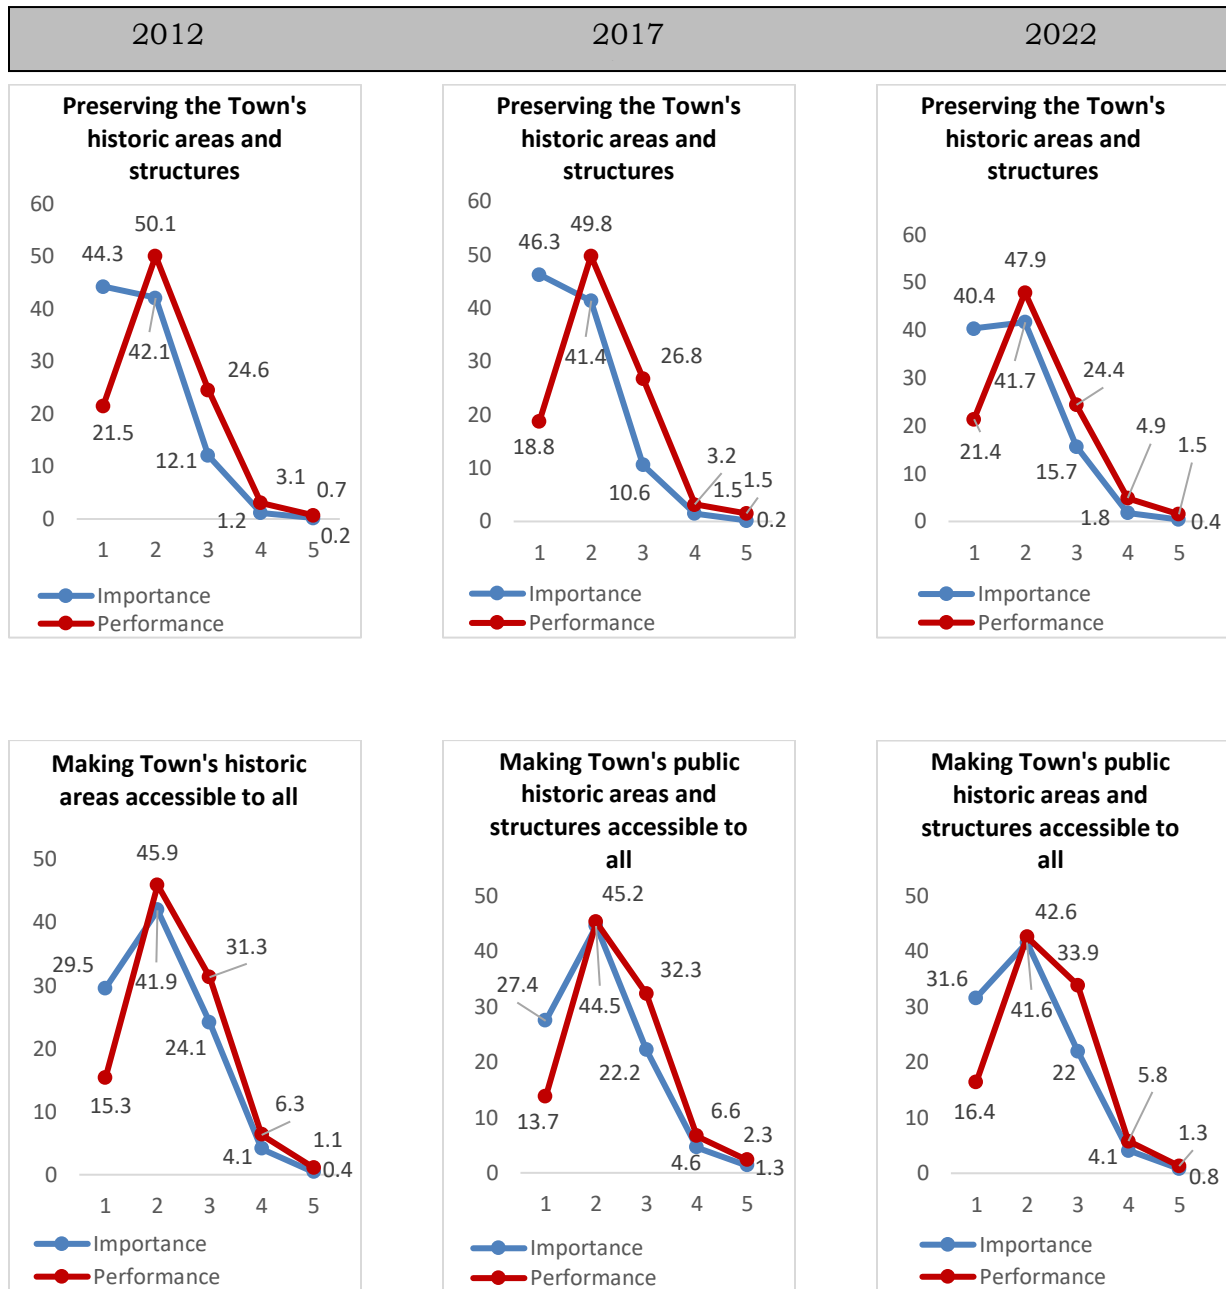 2012 2017 2022
Preserving the Town's
historic areas and
structures
60
50
40
30
20
10
0
44.3
50.1
42.1
21.5
12.1
24.6
1.2
3.1
0.7
0.2
1 2 3 4 5
Importance
Performance
Preserving the Town's
historic areas and
structures
60
50
40
30
20
10
0
46.3
49.8
41.4
18.8
10.6
26.8
3.2
1.5
1.5
0.2
1 2 3 4 5
Importance
Performance
Preserving the Town's
historic areas and
structures
60
50
40
30
20
10
0
40.4
47.9
41.7
21.4
15.7
24.4
1.8
4.9
1.5
0.4
1 2 3 4 5
Importance
Performance
Making Town's historic
areas accessible to all
50
40
30
20
10
0
29.5
45.9
41.9
15.3
24.1
31.3
4.1
6.3
1.1
0.4
1 2 3 4 5
Importance
Performance
Making Town's public
historic areas and
structures accessible to
all
50
40
30
20
10
0
27.4
45.2
44.5
13.7
22.2
32.3
4.6
6.6
2.3
1.3
1 2 3 4 5
Importance
Performance
Making Town's public
historic areas and
structures accessible to
all
50
40
30
20
10
0
31.6
42.6
41.6
16.4
22
33.9
4.1
5.8
1.3
0.8
1 2 3 4 5
Importance
Performance